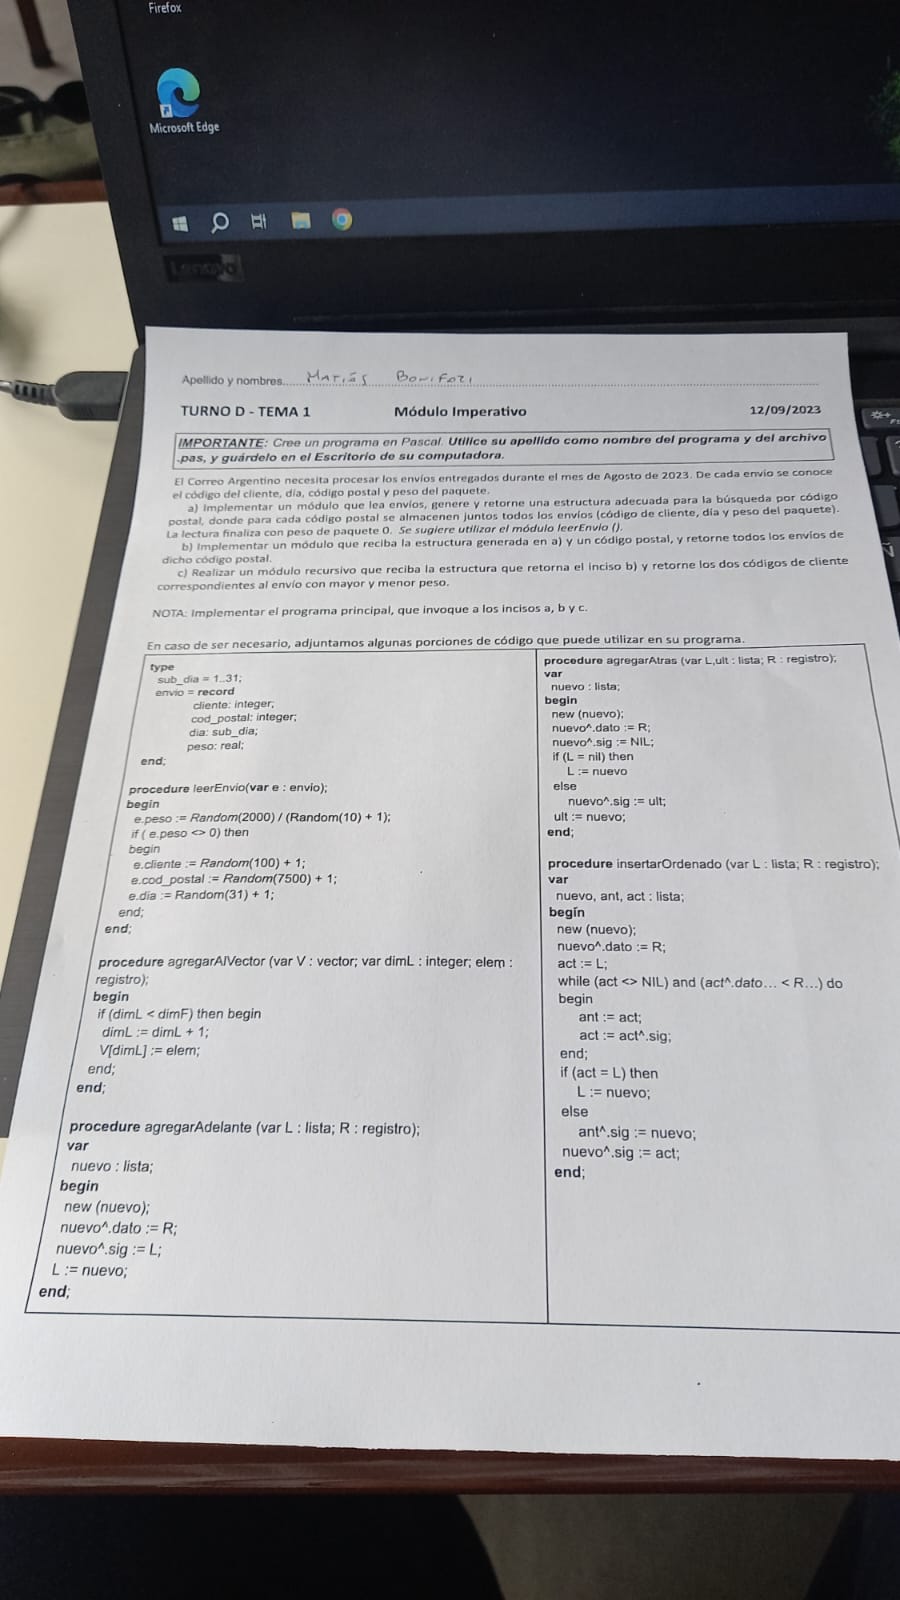 Firefox
Microsoft Edge
Lenovo
Apellido y nombres Matiás Bonifozi
TURNO D - TEMA 1 Módulo Imperativo 12/09/2023
IMPORTANTE: Cree un programa en Pascal. Utilice su apellido como nombre del programa y del archivo
.pas, y guárdelo en el Escritorio de su computadora.
El Correo Argentino necesita procesar los envíos entregados durante el mes de Agosto de 2023. De cada envío se conoce
el código del cliente, día, código postal y peso del paquete.
a) Implementar un módulo que lea envíos, genere y retorne una estructura adecuada para la búsqueda por código
postal, donde para cada código postal se almacenen juntos todos los envíos (código de cliente, día y peso del paquete).
La lectura finaliza con peso de paquete 0. Se sugiere utilizar el módulo leerEnvio ().
b) Implementar un módulo que reciba la estructura generada en a) y un código postal, y retorne todos los envíos de
dicho código postal.
c) Realizar un módulo recursivo que reciba la estructura que retorna el inciso b) y retorne los dos códigos de cliente
correspondientes al envío con mayor y menor peso.
NOTA: Implementar el programa principal, que invoque a los incisos a, b y c.
En caso de ser necesario, adjuntamos algunas porciones de código que puede utilizar en su programa.
type
sub_dia = 1..31;
envio = record
cliente: integer;
cod_postal: integer;
dia: sub_dia;
peso: real;
end;
procedure leerEnvio(var e : envio);
begin
e.peso := Random(2000) / (Random(10) + 1);
if ( e.peso <> 0) then
begin
e.cliente := Random(100) + 1;
e.cod_postal := Random(7500) + 1;
e.dia := Random(31) + 1;
end;
end;
procedure agregarAlVector (var V : vector; var dimL : integer; elem :
registro);
begin
if (dimL < dimF) then begin
dimL := dimL + 1;
V[dimL] := elem;
end;
end;
procedure agregarAdelante (var L : lista; R : registro);
var
nuevo : lista;
begin
new (nuevo);
nuevo^.dato := R;
nuevo^.sig := L;
L := nuevo;
end;
procedure agregarAtras (var L,ult : lista; R : registro);
var
nuevo : lista;
begin
new (nuevo);
nuevo^.dato := R;
nuevo^.sig := NIL;
if (L = nil) then
L := nuevo
else
nuevo^.sig := ult;
ult := nuevo;
end;
procedure insertarOrdenado (var L : lista; R : registro);
var
nuevo, ant, act : lista;
begín
new (nuevo);
nuevo^.dato := R;
act := L;
while (act <> NIL) and (act^.dato... < R...) do
begin
ant := act;
act := act^.sig;
end;
if (act = L) then
L := nuevo;
else
ant^.sig := nuevo;
nuevo^.sig := act;
end;